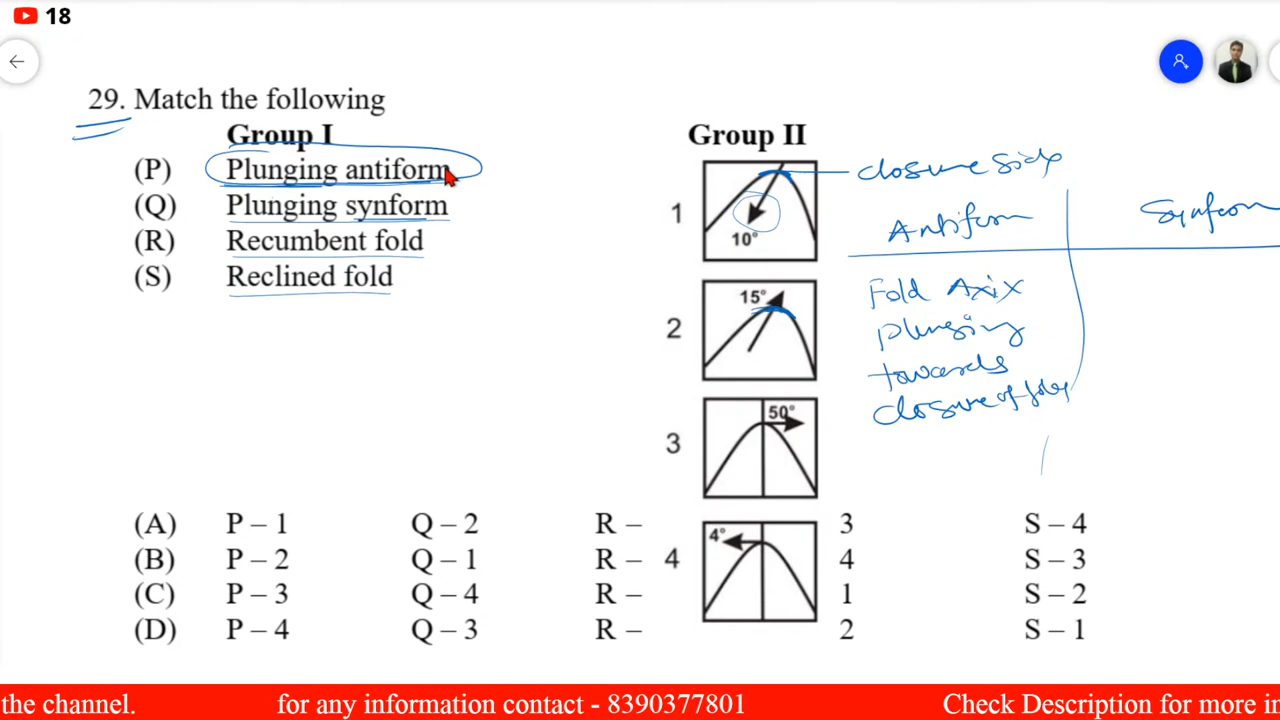 18
29. Match the following
Group I
Group II
(P) Plunging antiform
(Q) Plunging synform
(R) Recumbent fold
(S) Reclined fold
1
10°
closure side
Antiform
Synform
2
15°
Fold Axix
plunging
towards
closure of
3
50°
4
4°
(A) P – 1 Q – 2 R – 3 S – 4
(B) P – 2 Q – 1 R – 4 S – 3
(C) P – 3 Q – 4 R – 1 S – 2
(D) P – 4 Q – 3 R – 2 S – 1
the channel. for any information contact - 8390377801 Check Description for more in